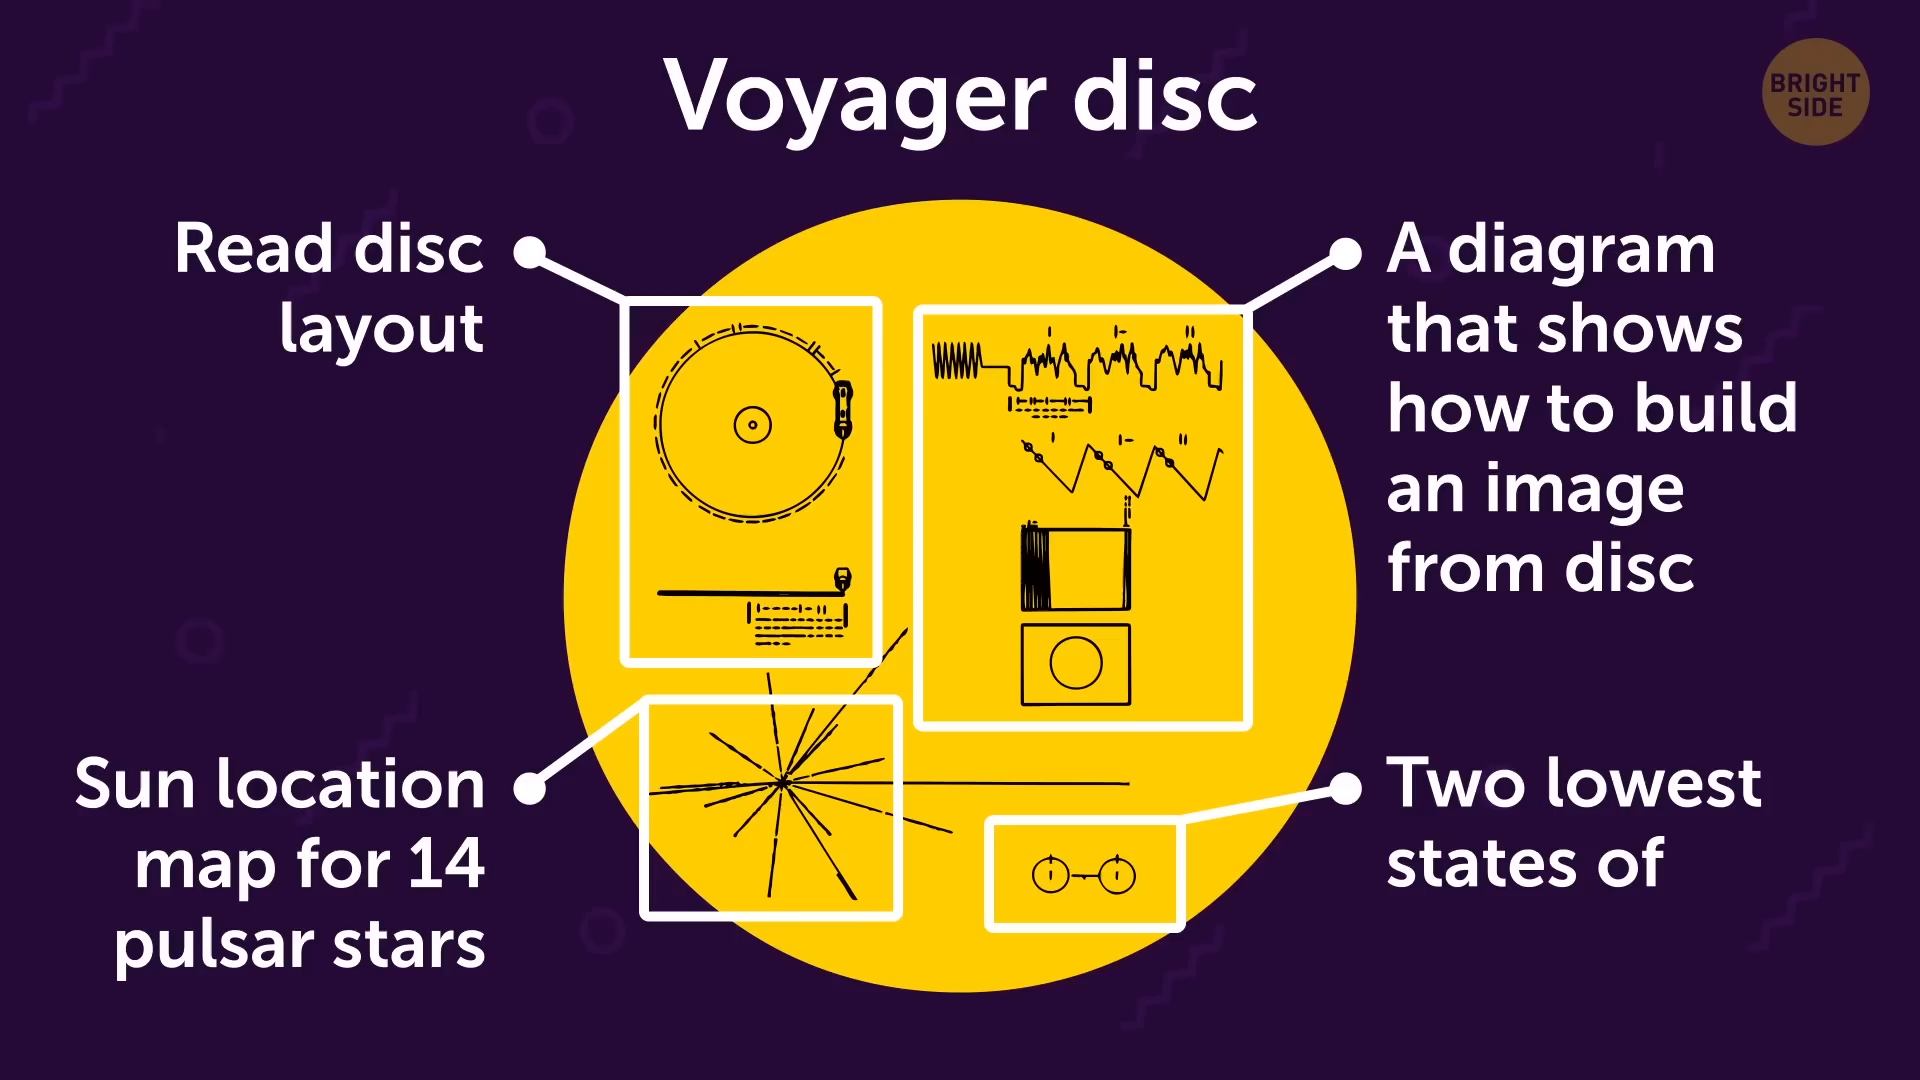 Voyager disc
BRIGHT
SIDE
Read disc
layout
A diagram
that shows
how to build
an image
from disc
Sun location
map for 14
pulsar stars
Two lowest
states of